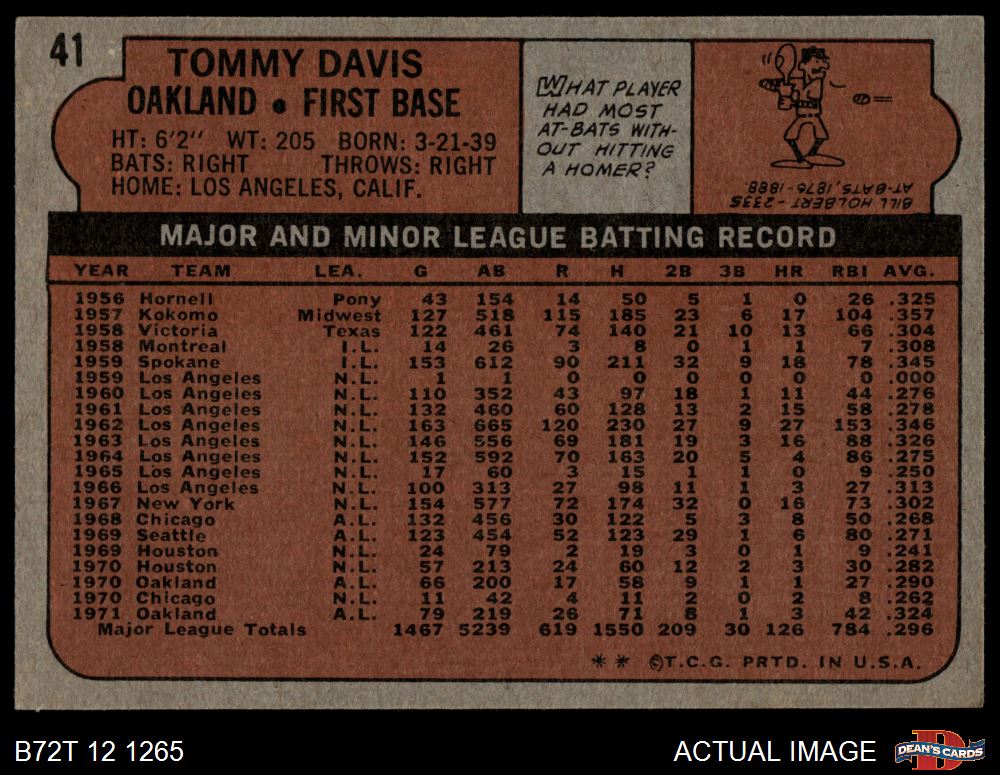 41
TOMMY DAVIS
OAKLAND • FIRST BASE
HT: 6'2" WT: 205 BORN: 3-21-39
BATS: RIGHT THROWS: RIGHT
HOME: LOS ANGELES, CALIF.
WHAT PLAYER
HAD MOST
AT-BATS WITH-
OUT HITTING
A HOMER?
BILL HOLBERT - 2335
AT-BATS, 1876-1888.
MAJOR AND MINOR LEAGUE BATTING RECORD
YEAR TEAM LEA. G AB R H 2B 3B HR RBI AVG.
1956 Hornell Pony 43 154 14 50 5 1 0 26 .325
1957 Kokomo Midwest 127 518 115 185 23 6 17 104 .357
1958 Victoria Texas 122 461 74 140 21 10 13 66 .304
1958 Montreal I.L. 14 26 3 8 0 1 1 7 .308
1959 Spokane I.L. 153 612 90 211 32 9 18 78 .345
1959 Los Angeles N.L. 1 1 0 0 0 0 0 0 .000
1960 Los Angeles N.L. 110 352 43 97 18 1 11 44 .276
1961 Los Angeles N.L. 132 460 60 128 13 2 15 58 .278
1962 Los Angeles N.L. 163 665 120 230 27 9 27 153 .346
1963 Los Angeles N.L. 146 556 69 181 19 3 16 88 .326
1964 Los Angeles N.L. 152 592 70 163 20 5 4 86 .275
1965 Los Angeles N.L. 17 60 3 15 1 1 0 9 .250
1966 Los Angeles N.L. 100 313 27 98 11 1 3 27 .313
1967 New York N.L. 154 577 72 174 32 0 16 73 .302
1968 Chicago A.L. 132 456 30 122 5 3 8 50 .268
1969 Seattle A.L. 123 454 52 123 29 1 6 80 .271
1969 Houston N.L. 24 79 2 19 3 0 1 9 .241
1970 Houston N.L. 57 213 24 60 12 2 3 30 .282
1970 Oakland A.L. 66 200 17 58 9 1 1 27 .290
1970 Chicago N.L. 11 42 4 11 2 0 2 8 .262
1971 Oakland A.L. 79 219 26 71 8 1 3 42 .324
Major League Totals 1467 5239 619 1550 209 30 126 784 .296
* * ©T.C.G. PRTD. IN U.S.A.
B72T 12 1265
ACTUAL IMAGE
D
DEAN'S CARDS